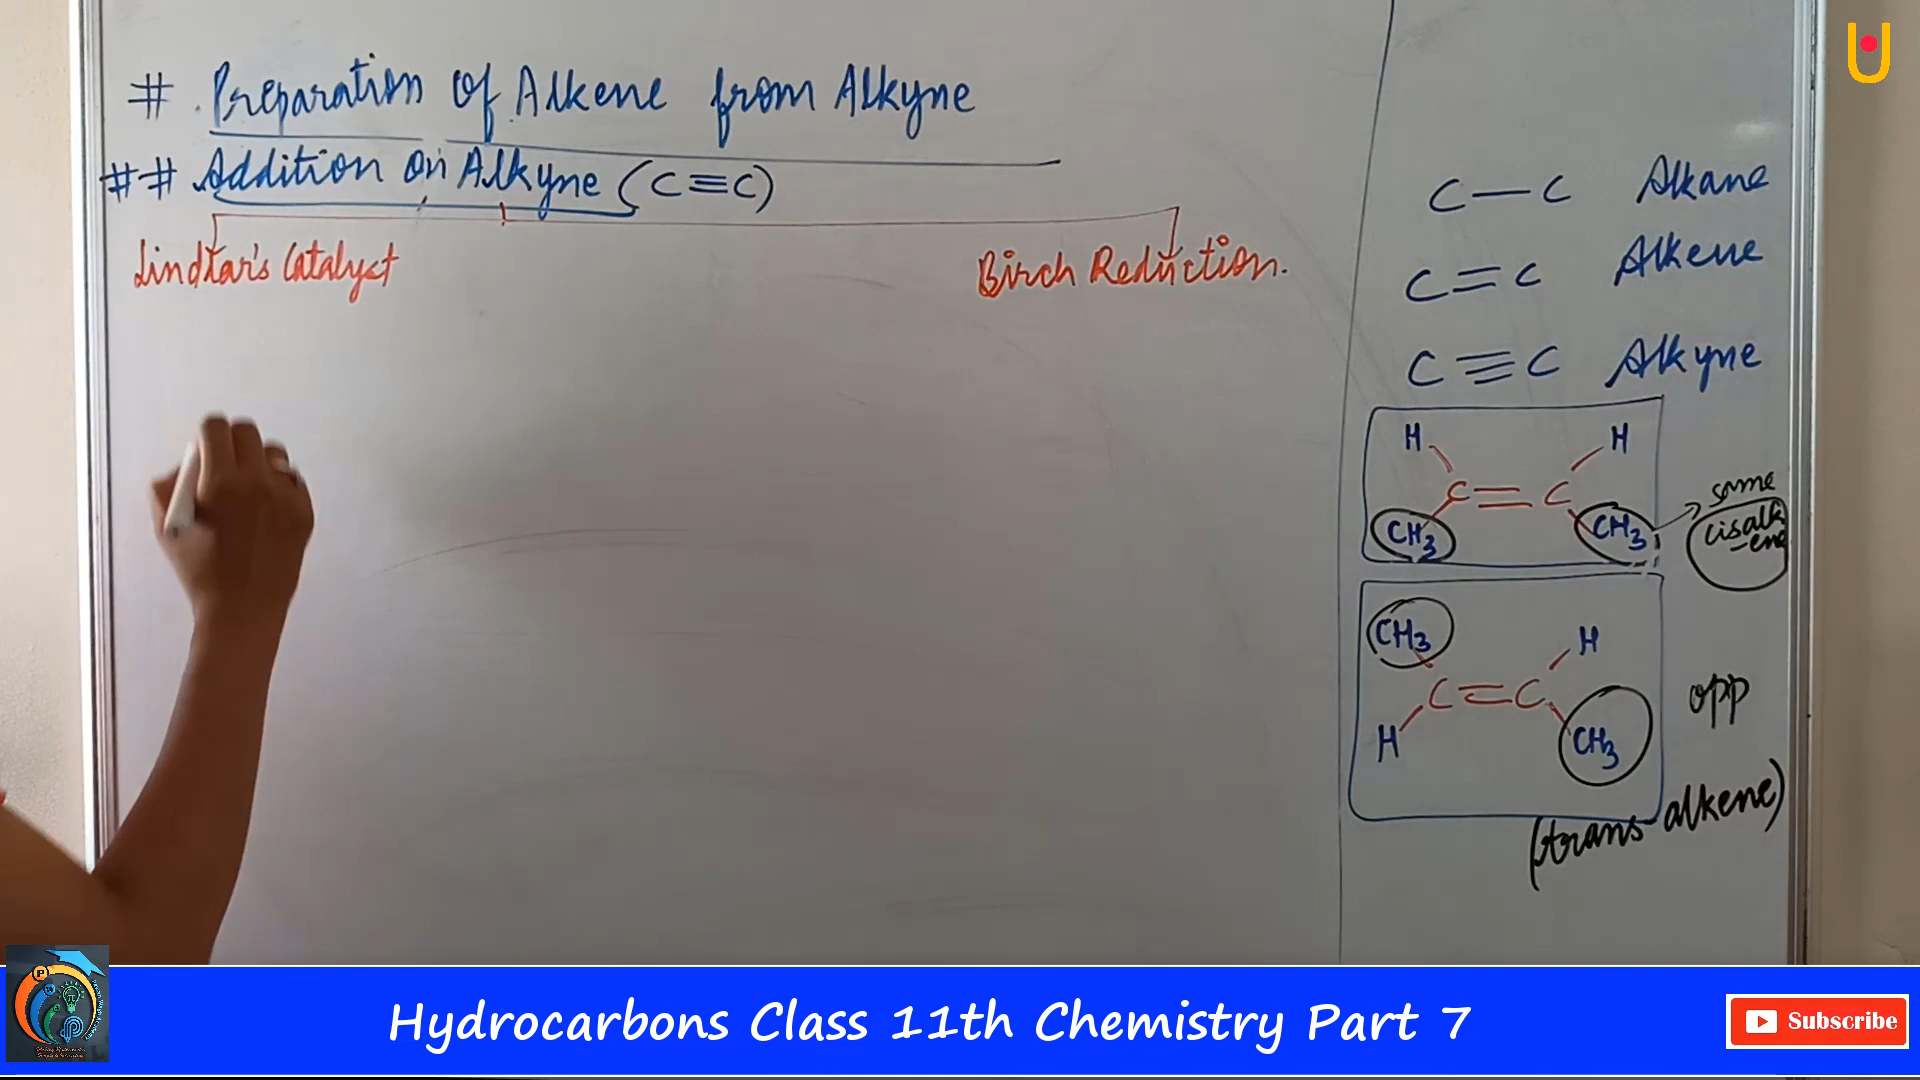 # Preparation of Alkene from Alkyne
## Addition on Alkyne (C≡C)
Lindlar's Catalyst
Birch Reduction.
C—C Alkane
C=C Alkene
C≡C Alkyne
H H
C=C
CH3 CH3
same
cisalk
-ene
CH3 H
C=C
H CH3
opp
(trans-alkene)
Hydrocarbons Class 11th Chemistry Part 7
Subscribe